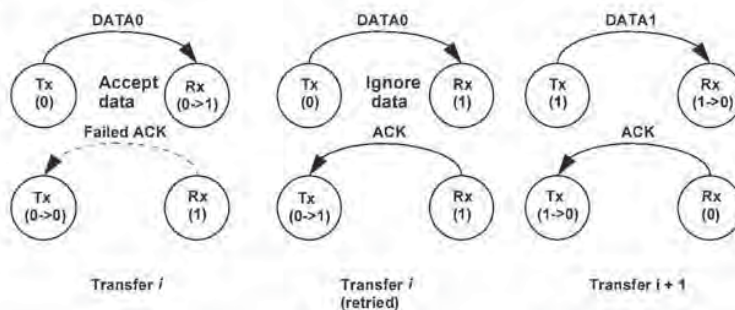 DATA0
Tx
(0)
Accept
data
Rx
(0->1)
Failed ACK
Tx
(0->0)
Rx
(1)
Transfer i
DATA0
Tx
(0)
Ignore
data
Rx
(1)
ACK
Tx
(0->1)
Rx
(1)
Transfer i
(retried)
DATA1
Tx
(1)
Rx
(1->0)
ACK
Tx
(1->0)
Rx
(0)
Transfer i + 1